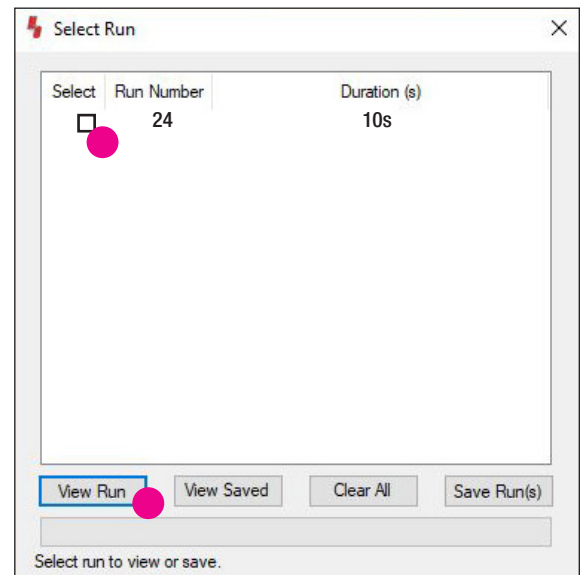 Select Run
Select Run Number Duration (s)
24 10s
View Run View Saved Clear All Save Run(s)
Select run to view or save.